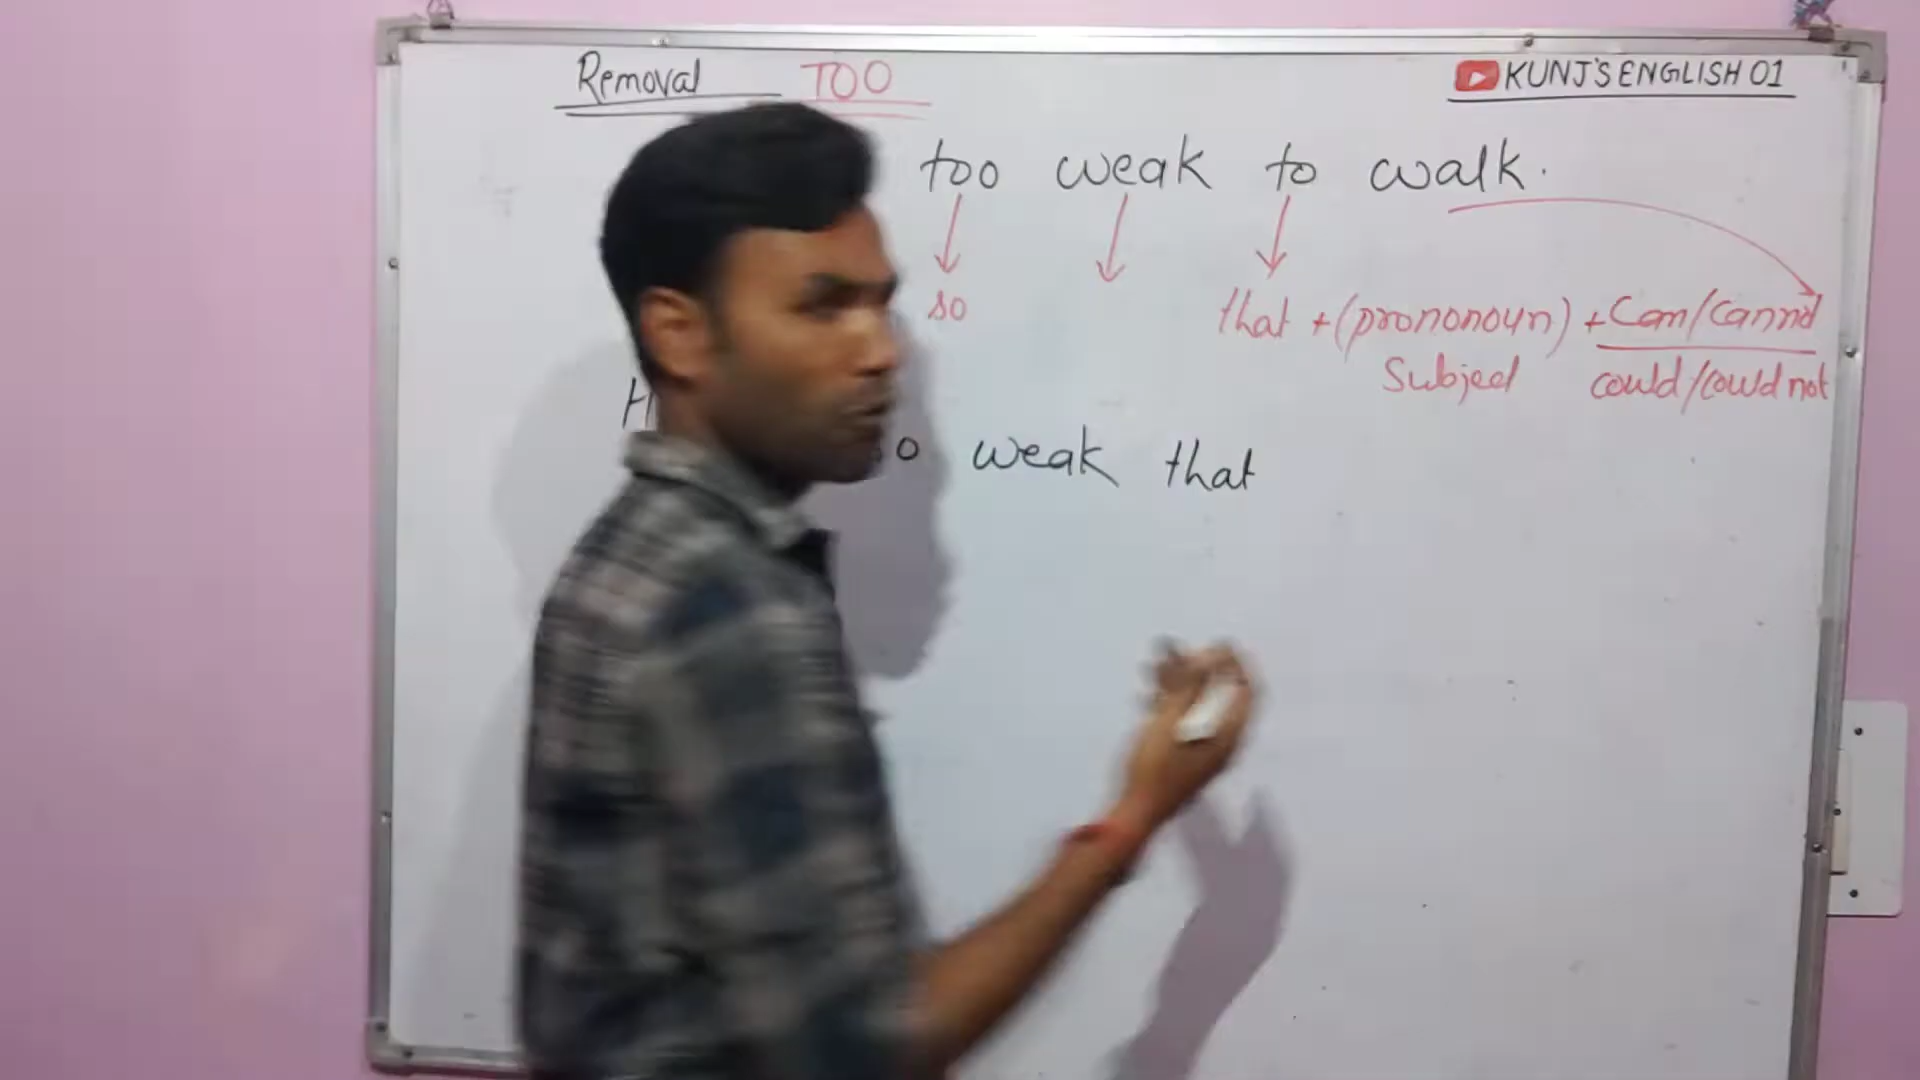 Removal TOO
KUNJ'S ENGLISH 01
too weak to walk.
so that + (prononoun) + Can/Cannot
Subject could/could not
weak that